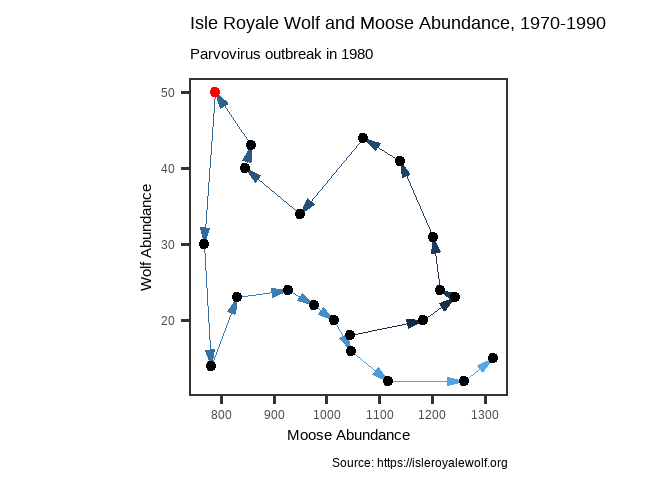 Isle Royale Wolf and Moose Abundance, 1970-1990
Parvovirus outbreak in 1980
50
40
30
20
Wolf Abundance
800 900 1000 1100 1200 1300
Moose Abundance
Source: https://isleroyalewolf.org